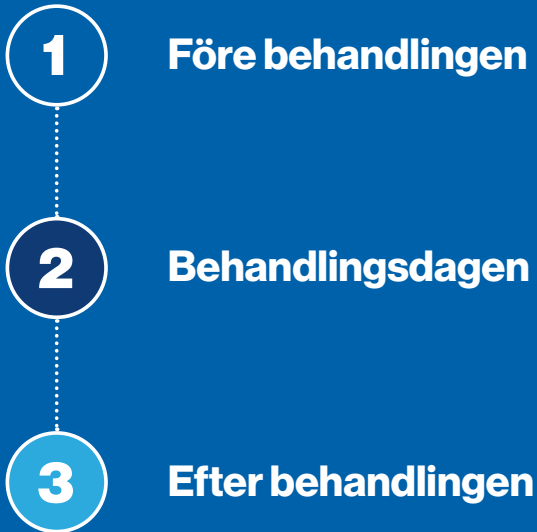 1 Före behandlingen
2 Behandlingsdagen
3 Efter behandlingen